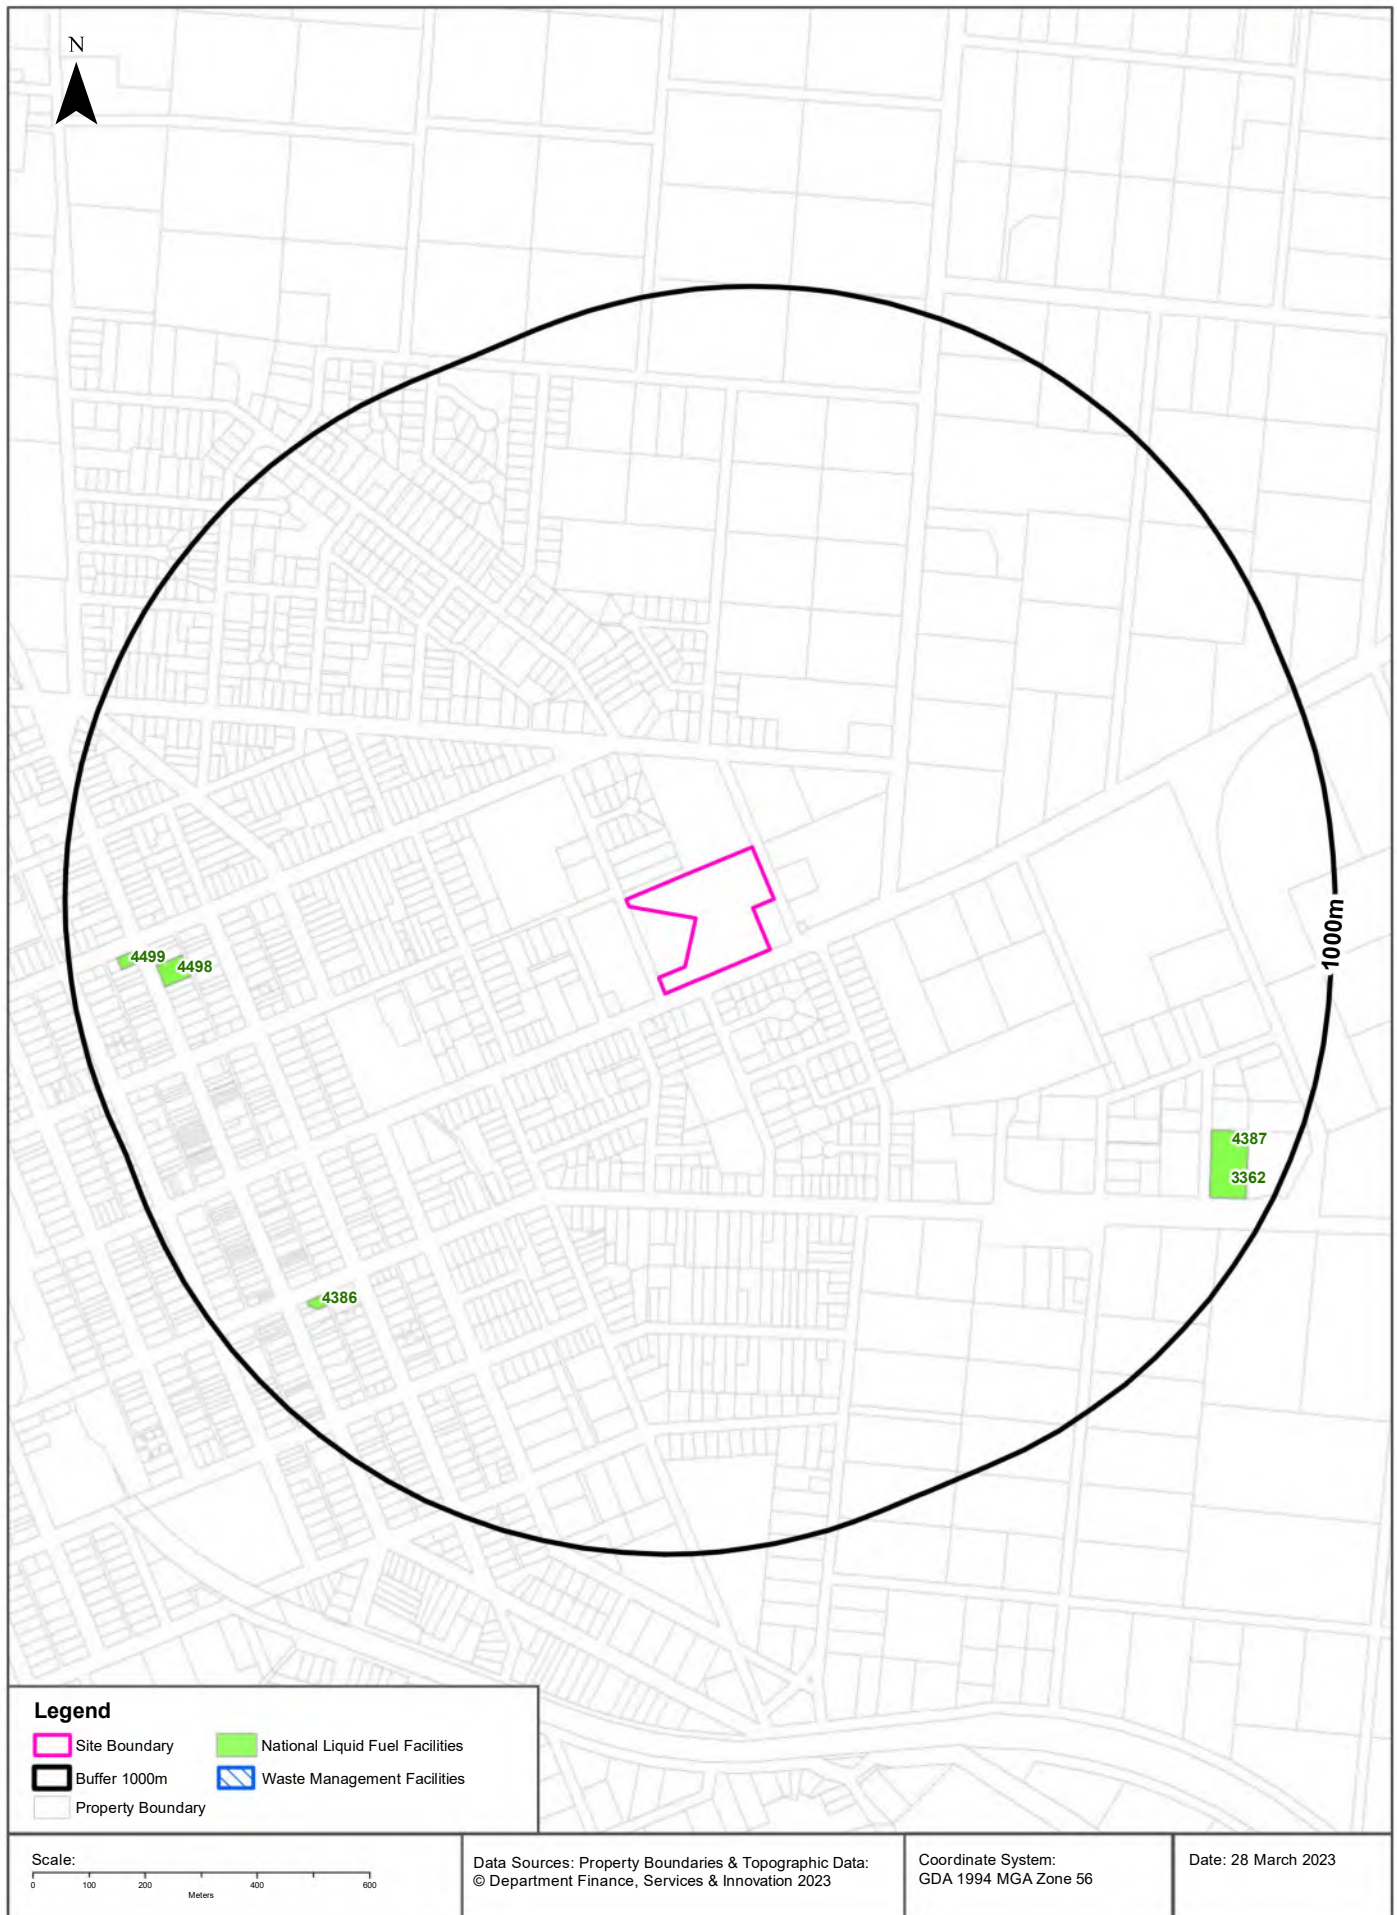 N
1000m
4499
4498
4387
3362
4386
Legend
Site Boundary
National Liquid Fuel Facilities
Buffer 1000m
Waste Management Facilities
Property Boundary
Scale:
0 100 200 400 600
Meters
Data Sources: Property Boundaries & Topographic Data:
© Department Finance, Services & Innovation 2023
Coordinate System:
GDA 1994 MGA Zone 56
Date: 28 March 2023